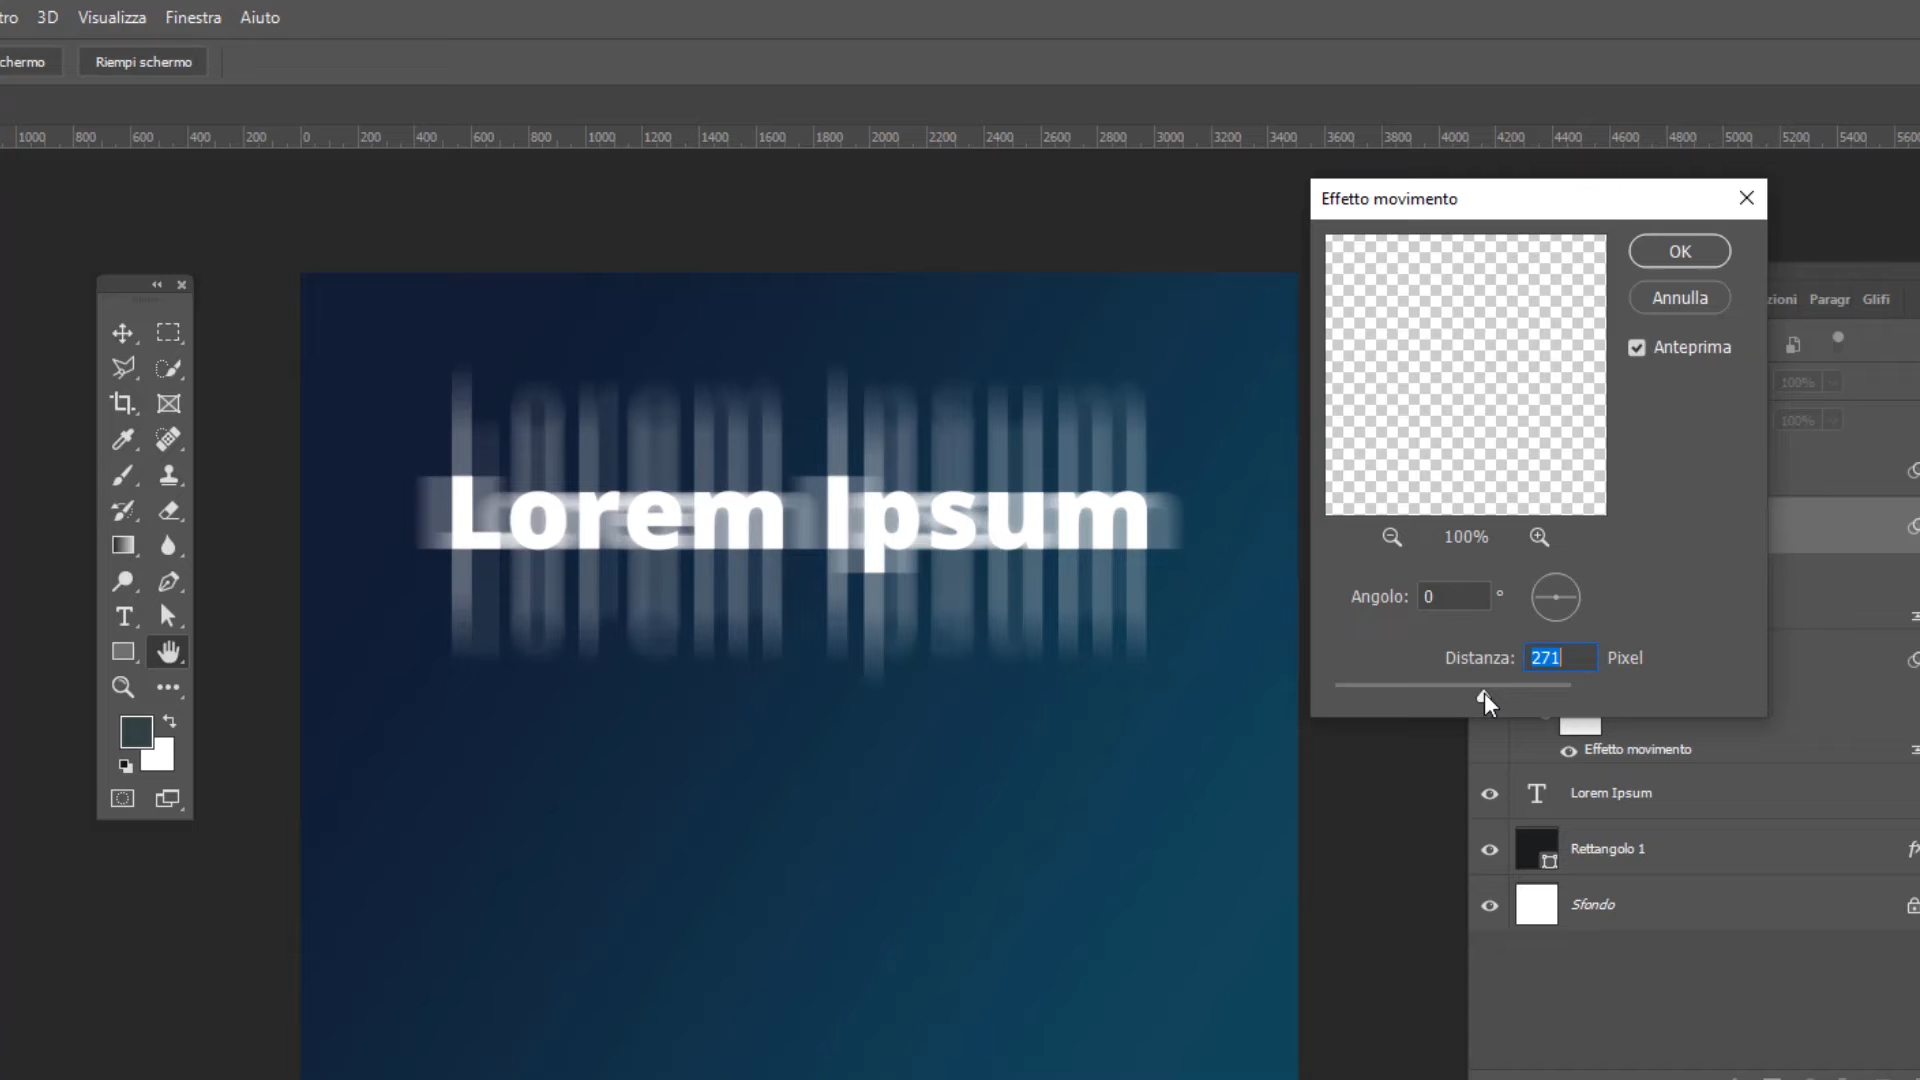 tro 3D Visualizza Finestra Aiuto
chermo Riempi schermo
1000 800 600 400 200 0 200 400 600 800 1000 1200 1400 1600 1800 2000 2200 2400 2600 2800 3000 3200 3400 3600 3800 4000 4200 4400 4600 4800 5000 5200 5400 5600
Effetto movimento
OK
Annulla
Anteprima
100%
Angolo: 0 °
Distanza: 271 Pixel
zioni Paragr Glifi
100%
100%
Lorem Ipsum
T
Effetto movimento
T Lorem Ipsum
Rettangolo 1 fx
Sfondo